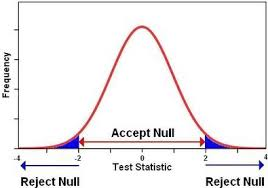 Frequency
Accept Null
-4 -2 0 2 4
Test Statistic
Reject Null Reject Null